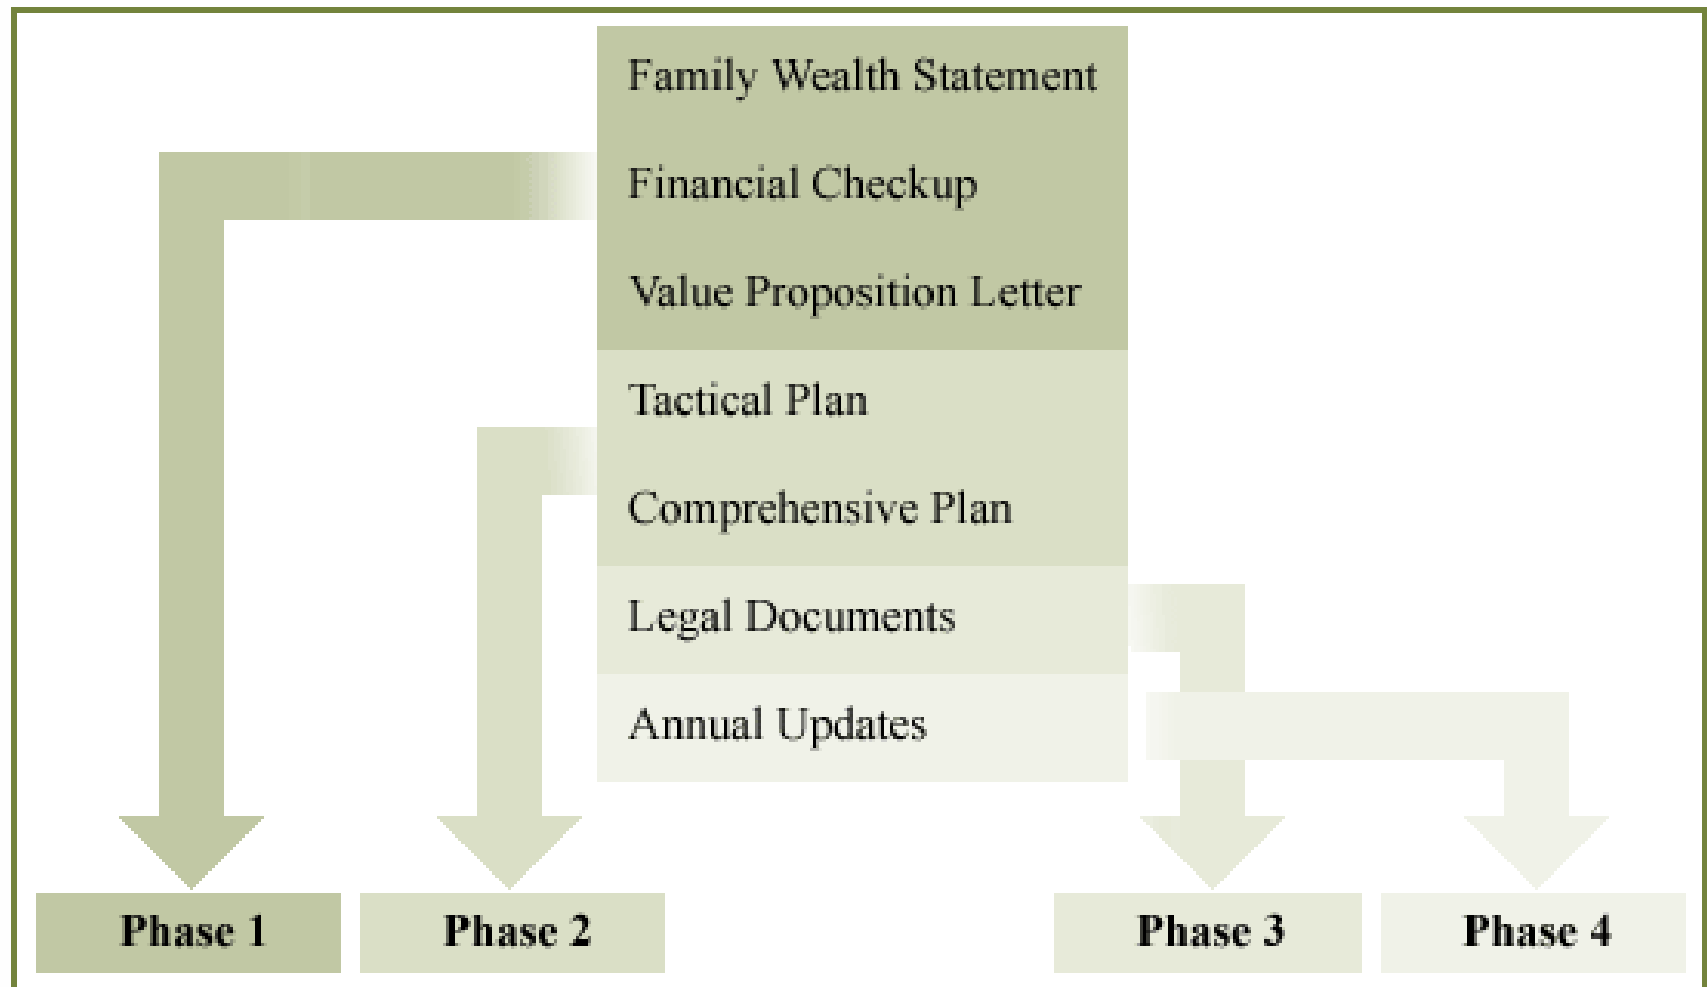 Family Wealth Statement
Financial Checkup
Value Proposition Letter
Tactical Plan
Comprehensive Plan
Legal Documents
Annual Updates
Phase 1
Phase 2
Phase 3
Phase 4